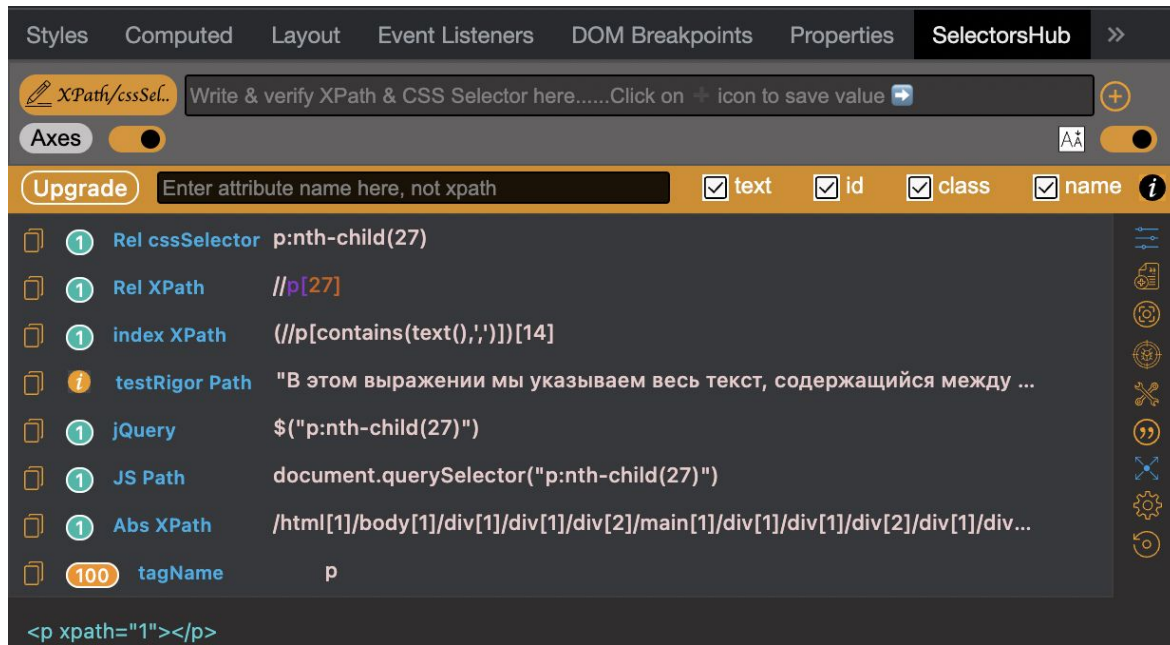 Styles Computed Layout Event Listeners DOM Breakpoints Properties SelectorsHub »
XPath/cssSel.. Write & verify XPath & CSS Selector here......Click on + icon to save value ➡
Axes
Upgrade Enter attribute name here, not xpath text id class name i
1 Rel cssSelector p:nth-child(27)
1 Rel XPath //p[27]
1 index XPath (//p[contains(text(),',')])[14]
i testRigor Path "В этом выражении мы указываем весь текст, содержащийся между ...
1 jQuery $("p:nth-child(27)")
1 JS Path document.querySelector("p:nth-child(27)")
1 Abs XPath /html[1]/body[1]/div[1]/div[1]/div[2]/main[1]/div[1]/div[1]/div[2]/div[1]/div...
100 tagName p
<p xpath="1"></p>